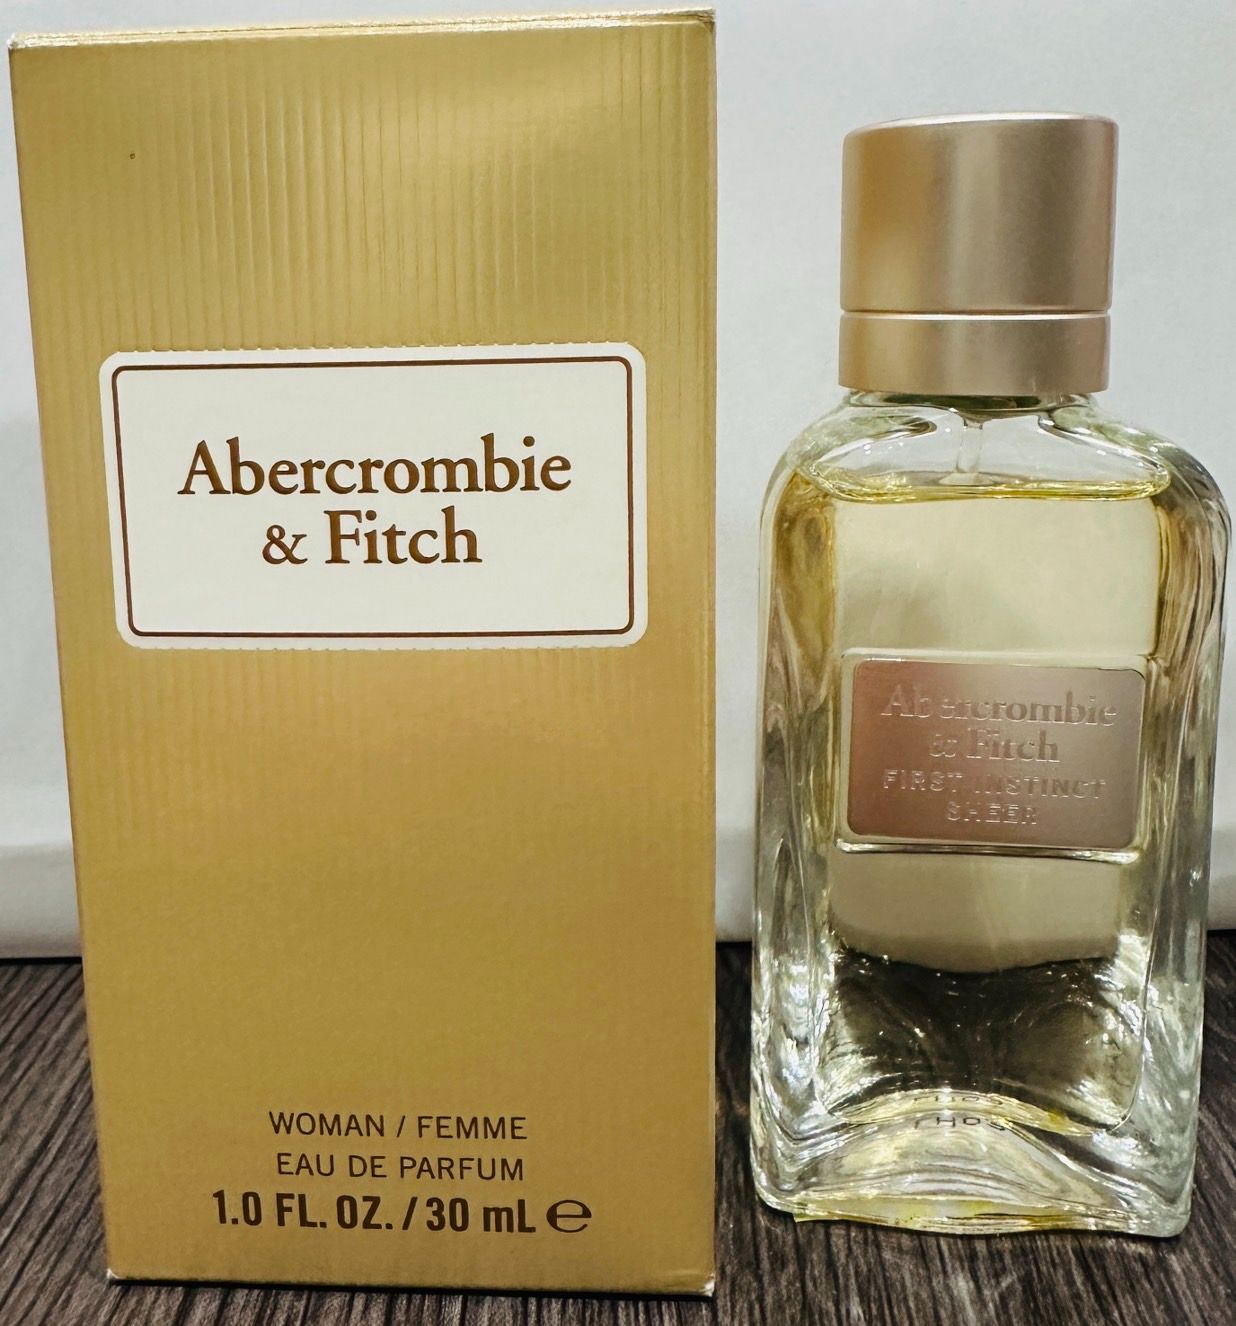 Abercrombie
& Fitch
WOMAN / FEMME
EAU DE PARFUM
1.0 FL. OZ. / 30 mL ℮
Abercrombie
& Fitch
FIRST INSTINCT
SHEER